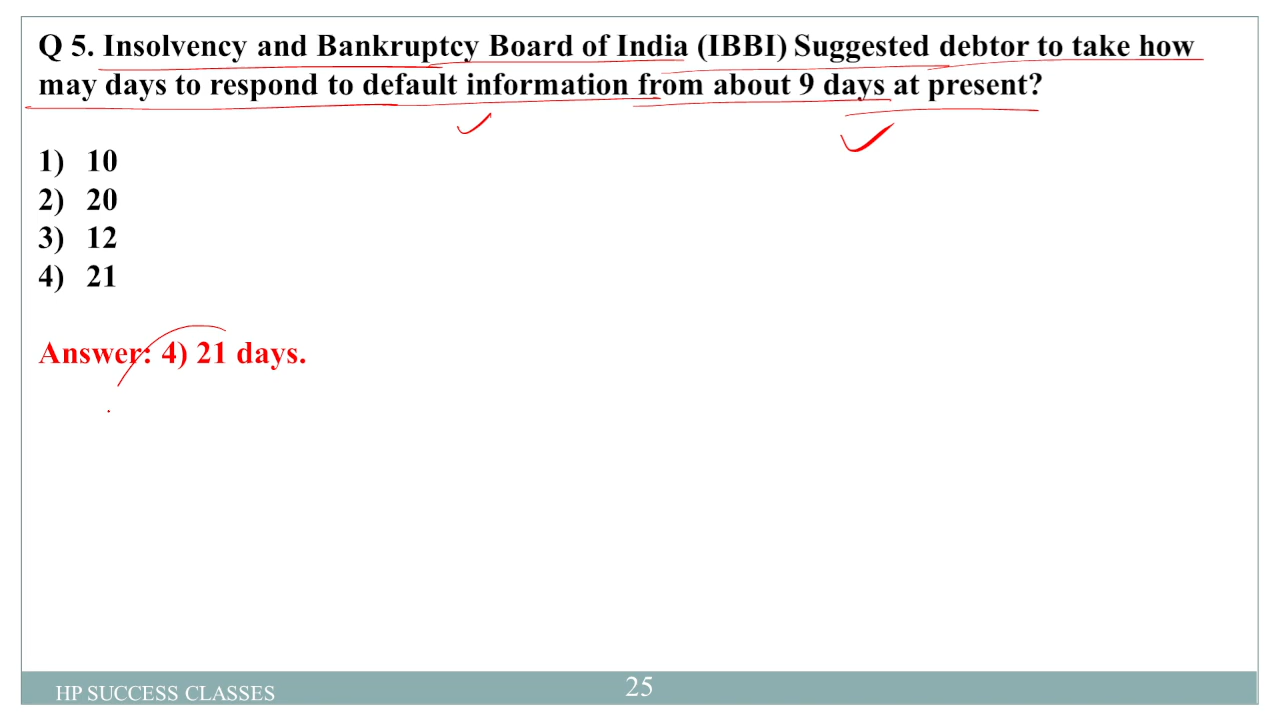 Q 5. Insolvency and Bankruptcy Board of India (IBBI) Suggested debtor to take how
may days to respond to default information from about 9 days at present?
1) 10
2) 20
3) 12
4) 21
Answer: 4) 21 days.
HP SUCCESS CLASSES
25